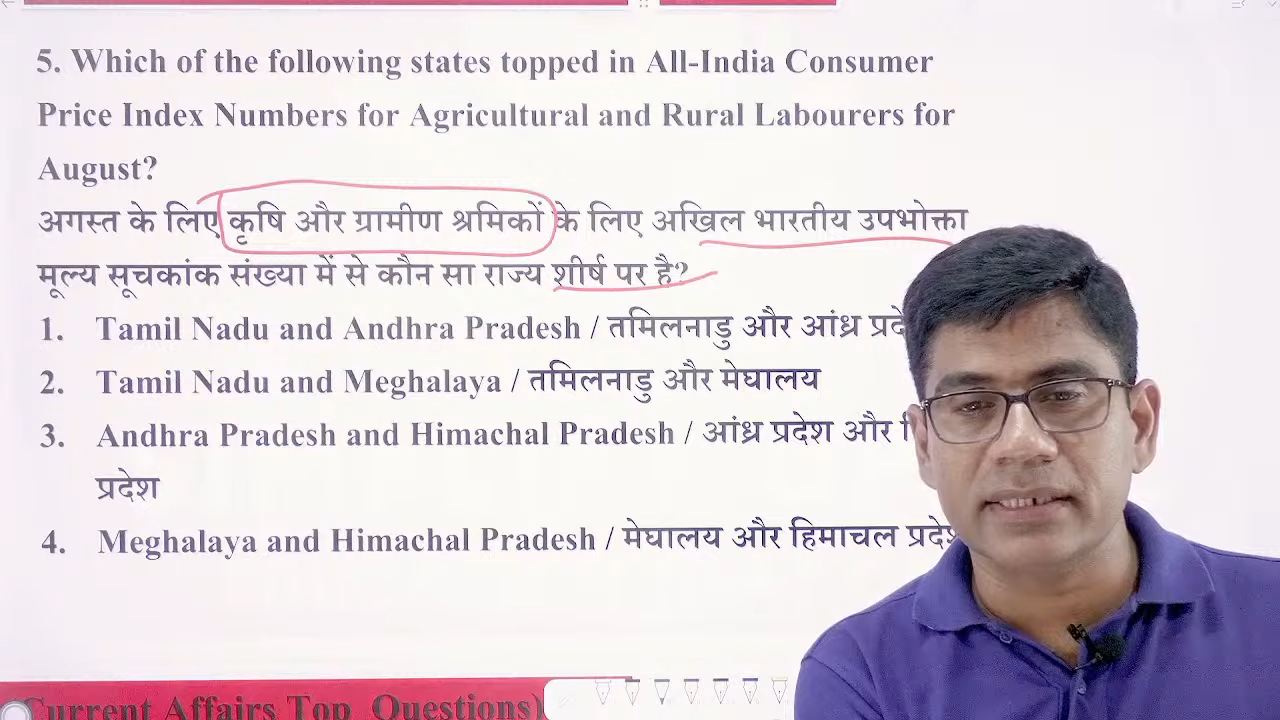 5. Which of the following states topped in All-India Consumer
Price Index Numbers for Agricultural and Rural Labourers for
August?
अगस्त के लिए कृषि और ग्रामीण श्रमिकों के लिए अखिल भारतीय उपभोक्ता
मूल्य सूचकांक संख्या में से कौन सा राज्य शीर्ष पर है?
1. Tamil Nadu and Andhra Pradesh / तमिलनाडु और आंध्र
2. Tamil Nadu and Meghalaya / तमिलनाडु और मेघालय
3. Andhra Pradesh and Himachal Pradesh / आंध्र प्रदेश और
प्रदेश
4. Meghalaya and Himachal Pradesh / मेघालय और हिमाचल प्रदेश
Current Affairs Top Questions)